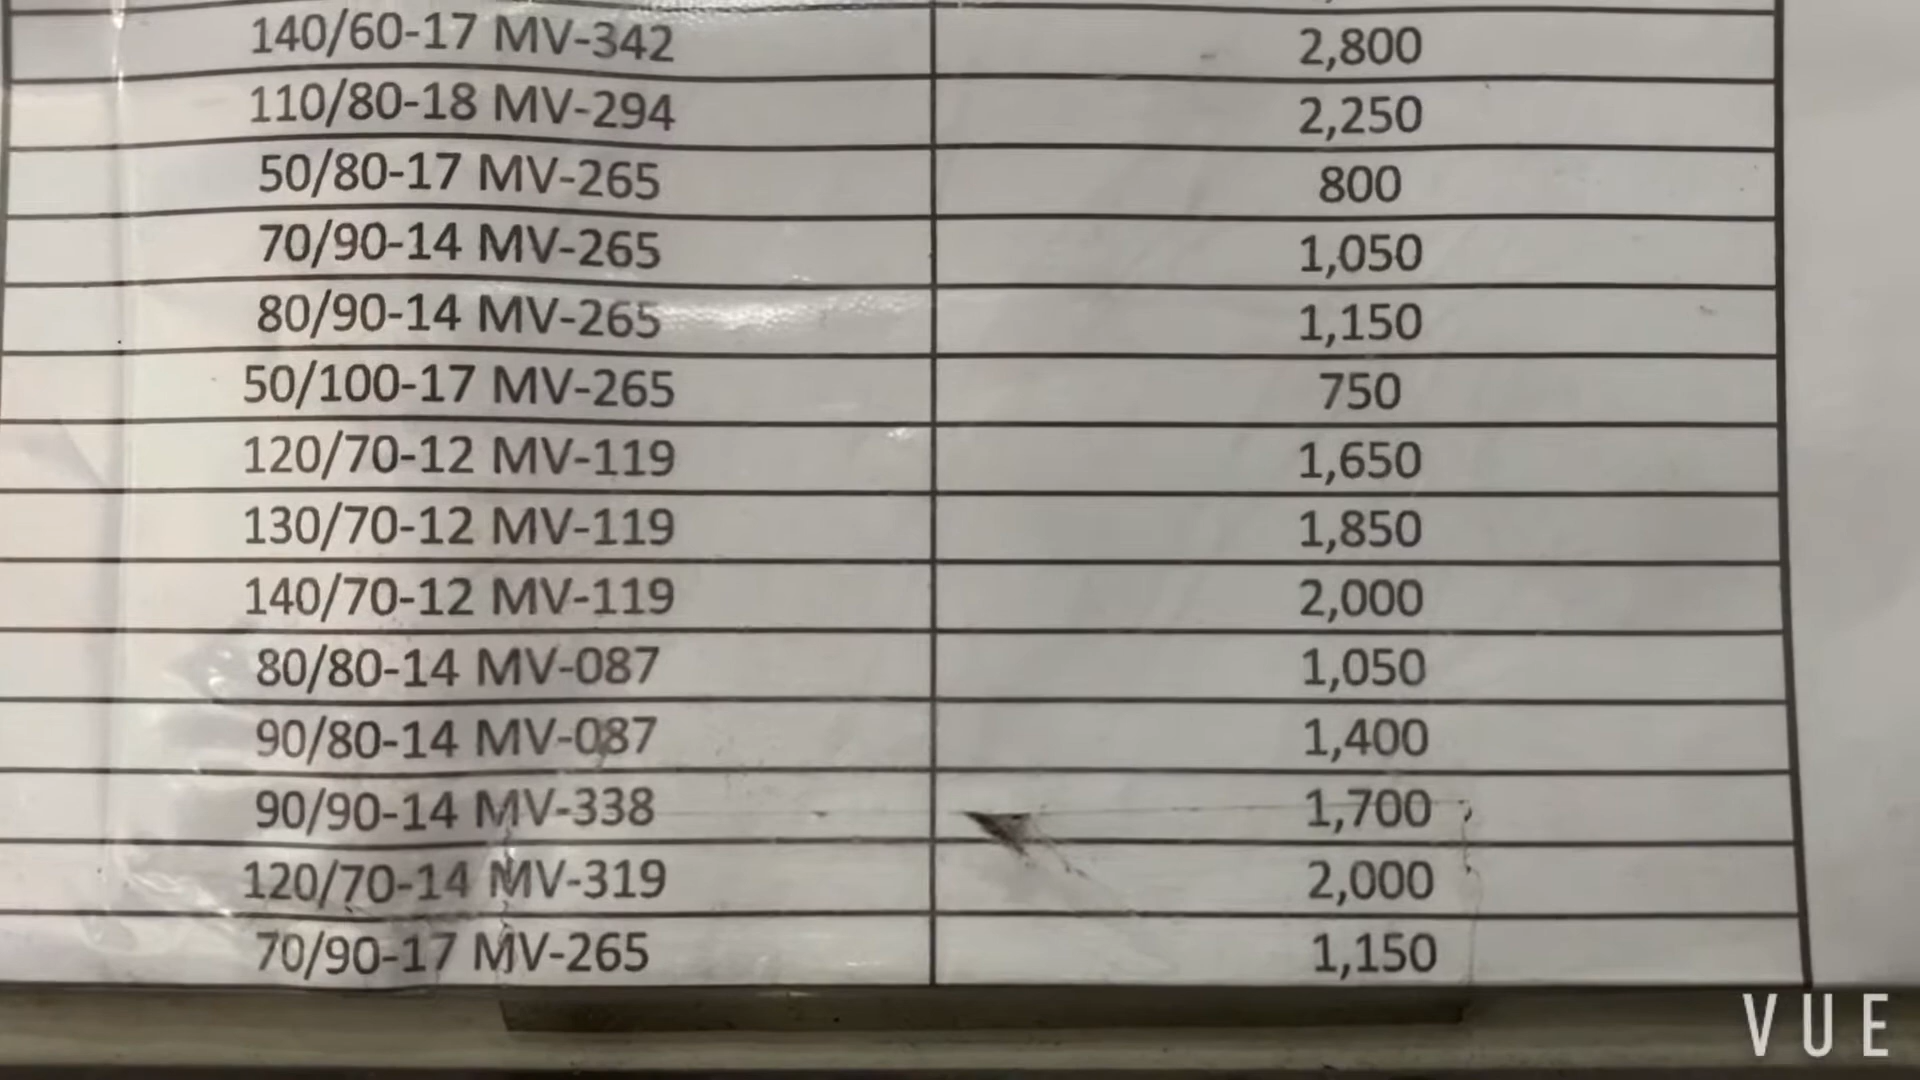 140/60-17 MV-342 2,800
110/80-18 MV-294 2,250
50/80-17 MV-265 800
70/90-14 MV-265 1,050
80/90-14 MV-265 1,150
50/100-17 MV-265 750
120/70-12 MV-119 1,650
130/70-12 MV-119 1,850
140/70-12 MV-119 2,000
80/80-14 MV-087 1,050
90/80-14 MV-087 1,400
90/90-14 MV-338 1,700
120/70-14 MV-319 2,000
70/90-17 MV-265 1,150
VUE